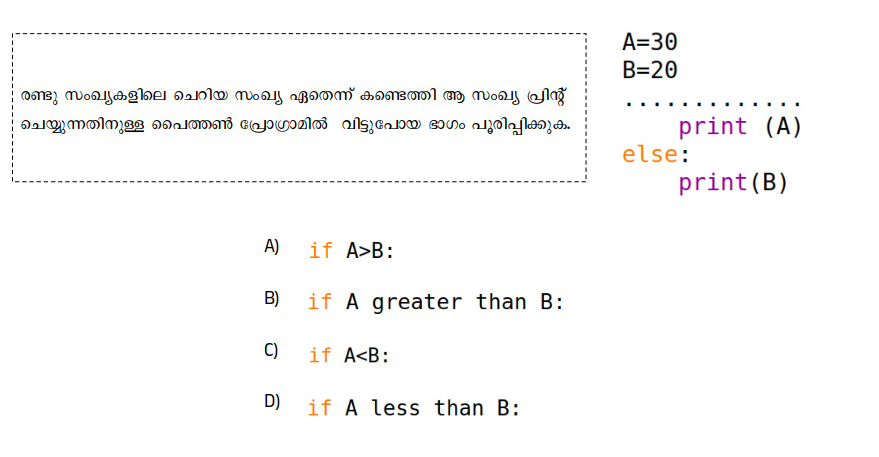 രണ്ടു സംഖ്യകളിലെ ചെറിയ സംഖ്യ ഏതെന്ന് കണ്ടെത്തി ആ സംഖ്യ പ്രിന്റ്
ചെയ്യുന്നതിനുള്ള പൈത്തൺ പ്രോഗ്രാമിൽ വിട്ടുപോയ ഭാഗം പൂരിപ്പിക്കുക.
A=30
B=20
.............
    print (A)
else:
    print(B)
A) if A>B:
B) if A greater than B:
C) if A<B:
D) if A less than B: